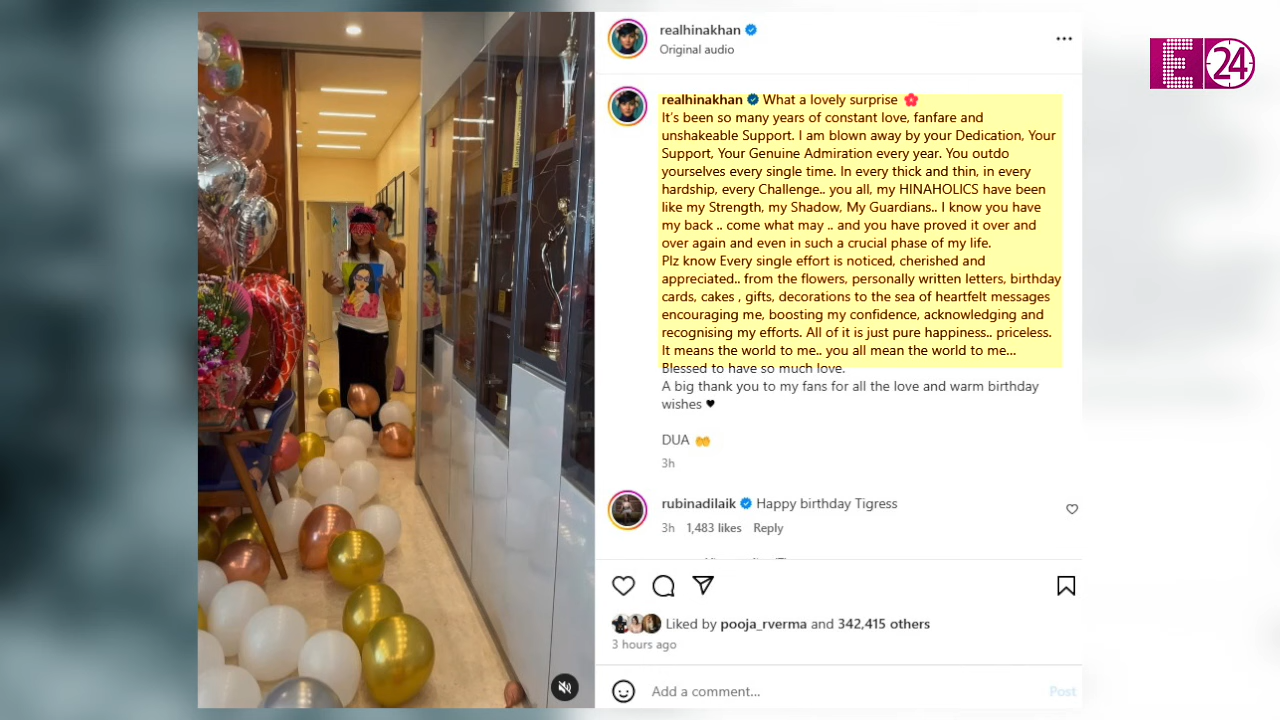 realhinakhan
Original audio
E 24
realhinakhan What a lovely surprise 🌺
It's been so many years of constant love, fanfare and
unshakeable Support. I am blown away by your Dedication, Your
Support, Your Genuine Admiration every year. You outdo
yourselves every single time. In every thick and thin, in every
hardship, every Challenge.. you all, my HINAHOLICS have been
like my Strength, my Shadow, My Guardians.. I know you have
my back .. come what may .. and you have proved it over and
over again and even in such a crucial phase of my life.
Plz know Every single effort is noticed, cherished and
appreciated.. from the flowers, personally written letters, birthday
cards, cakes , gifts, decorations to the sea of heartfelt messages
encouraging me, boosting my confidence, acknowledging and
recognising my efforts. All of it is just pure happiness.. priceless.
It means the world to me.. you all mean the world to me...
Blessed to have so much love.
A big thank you to my fans for all the love and warm birthday
wishes ♥
DUA 🤲
3h
rubinadilaik Happy birthday Tigress
3h 1,483 likes Reply
Liked by pooja_rverma and 342,415 others
3 hours ago
Add a comment...
Post